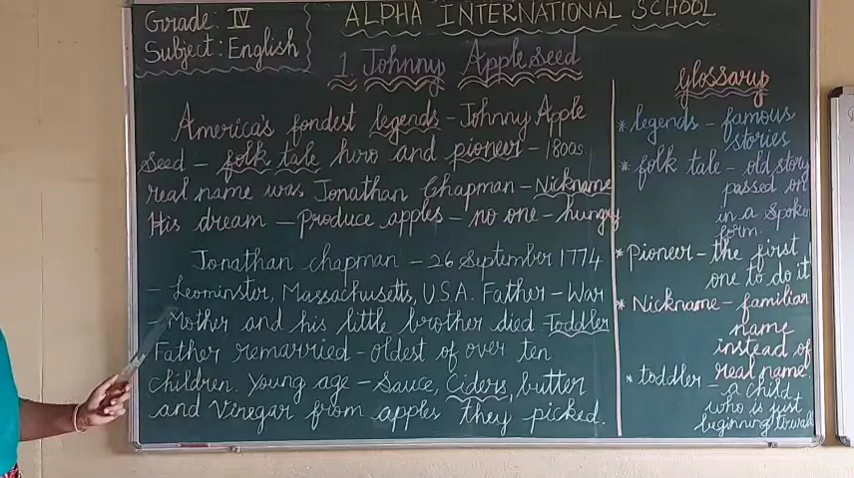 Grade: IV
Subject: English
ALPHA INTERNATIONAL SCHOOL
1. Johnny Apple seed
America's fondest legends - Johnny Apple
seed - folk tale hero and pioneer - 1800s
real name was Jonathan Chapman - Nickname
His dream - Produce apples - no one - hungry
Jonathan chapman - 26 September 1774
- Leominster, Massachusetts, U.S.A. Father - War
- Mother and his little brother died Toddler
Father remarried - oldest of over ten
children. Young age - Sauce, Ciders, butter
and Vinegar from apples they picked.
glossary
* legends - famous
stories
* folk tale - old story
passed on
in a spoken
form.
* Pioneer - the first
one to do it
* Nickname - familiar
name
instead of
real name.
* toddler - a child
who is just
beginning to walk